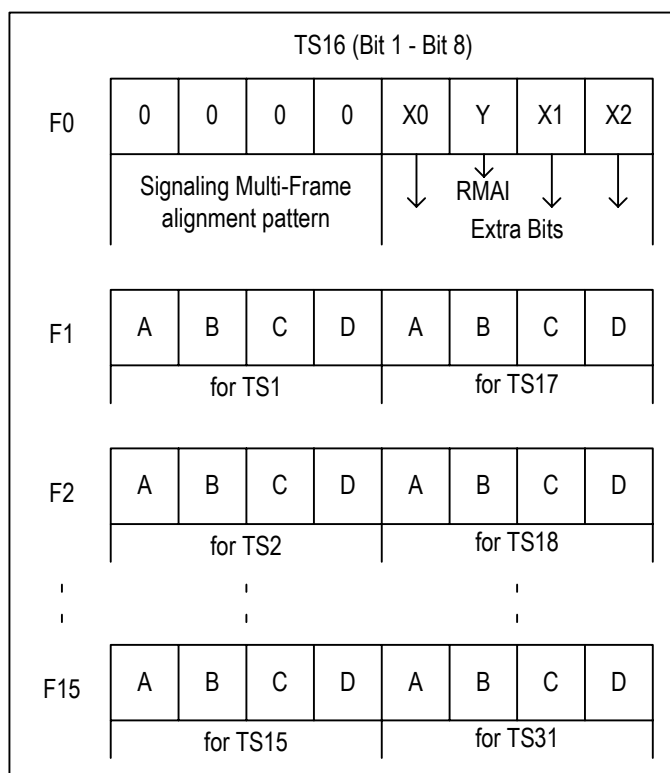 TS16 (Bit 1 - Bit 8)
F0 0 0 0 0 X0 Y X1 X2
Signaling Multi-Frame alignment pattern
RMAI
Extra Bits
F1 A B C D A B C D
for TS1 for TS17
F2 A B C D A B C D
for TS2 for TS18
F15 A B C D A B C D
for TS15 for TS31